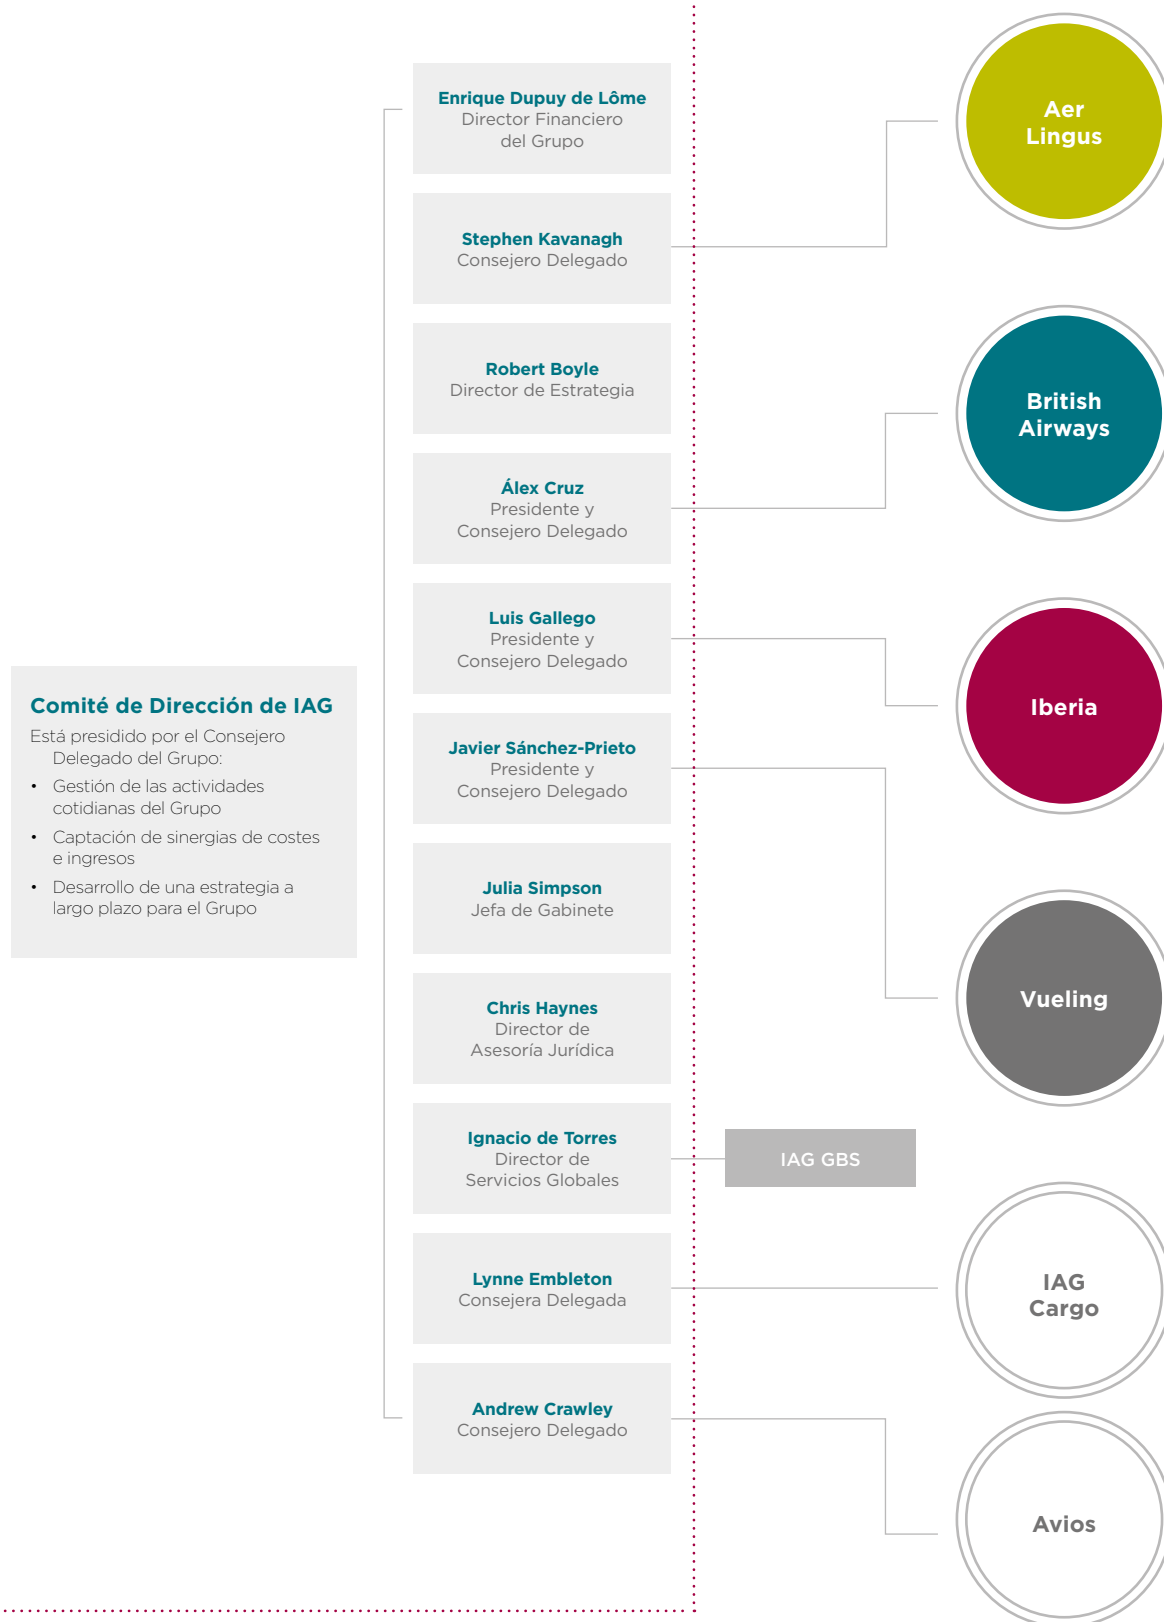 Comité de Dirección de IAG
Está presidido por el Consejero
Delegado del Grupo:
• Gestión de las actividades
cotidianas del Grupo
• Captación de sinergias de costes
e ingresos
• Desarrollo de una estrategia a
largo plazo para el Grupo
Enrique Dupuy de Lôme
Director Financiero
del Grupo
Stephen Kavanagh
Consejero Delegado
Robert Boyle
Director de Estrategia
Álex Cruz
Presidente y
Consejero Delegado
Luis Gallego
Presidente y
Consejero Delegado
Javier Sánchez-Prieto
Presidente y
Consejero Delegado
Julia Simpson
Jefa de Gabinete
Chris Haynes
Director de
Asesoría Jurídica
Ignacio de Torres
Director de
Servicios Globales
Lynne Embleton
Consejera Delegada
Andrew Crawley
Consejero Delegado
IAG GBS
Aer
Lingus
British
Airways
Iberia
Vueling
IAG
Cargo
Avios